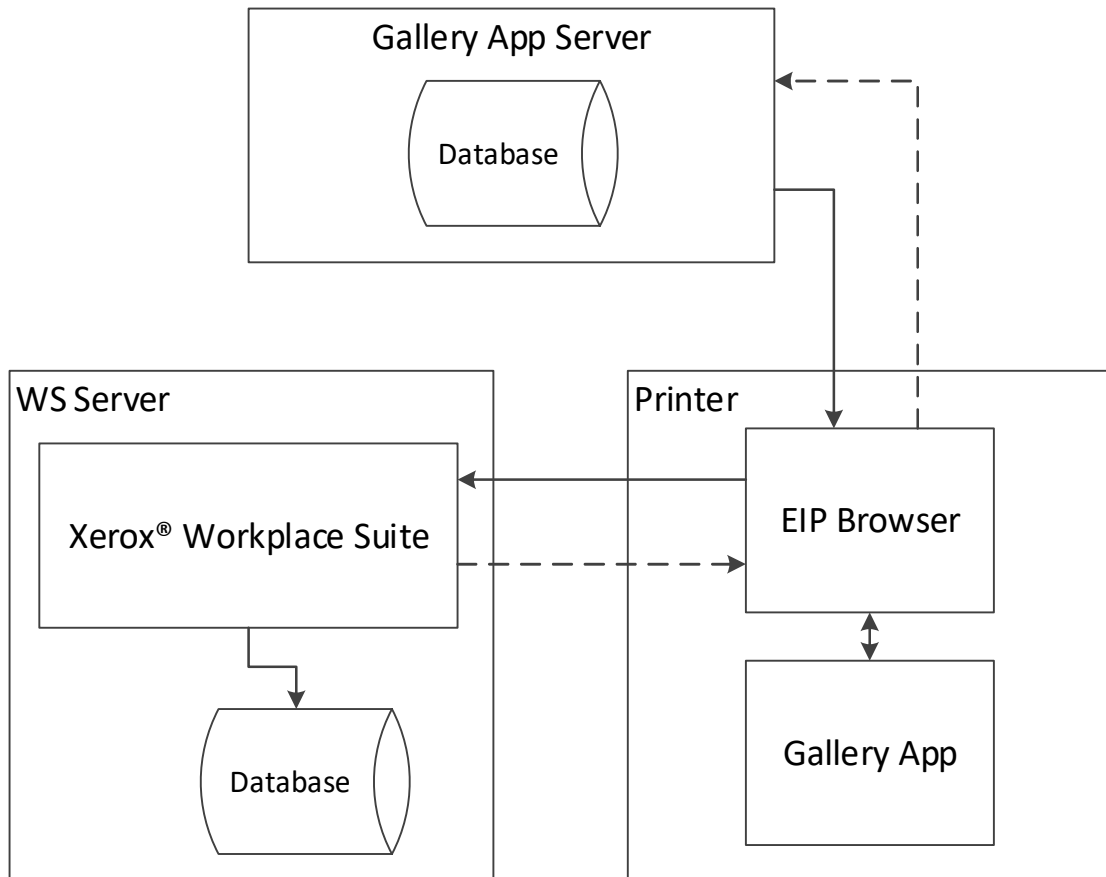 Gallery App Server
Database
WS Server
Printer
Xerox® Workplace Suite
EIP Browser
Database
Gallery App